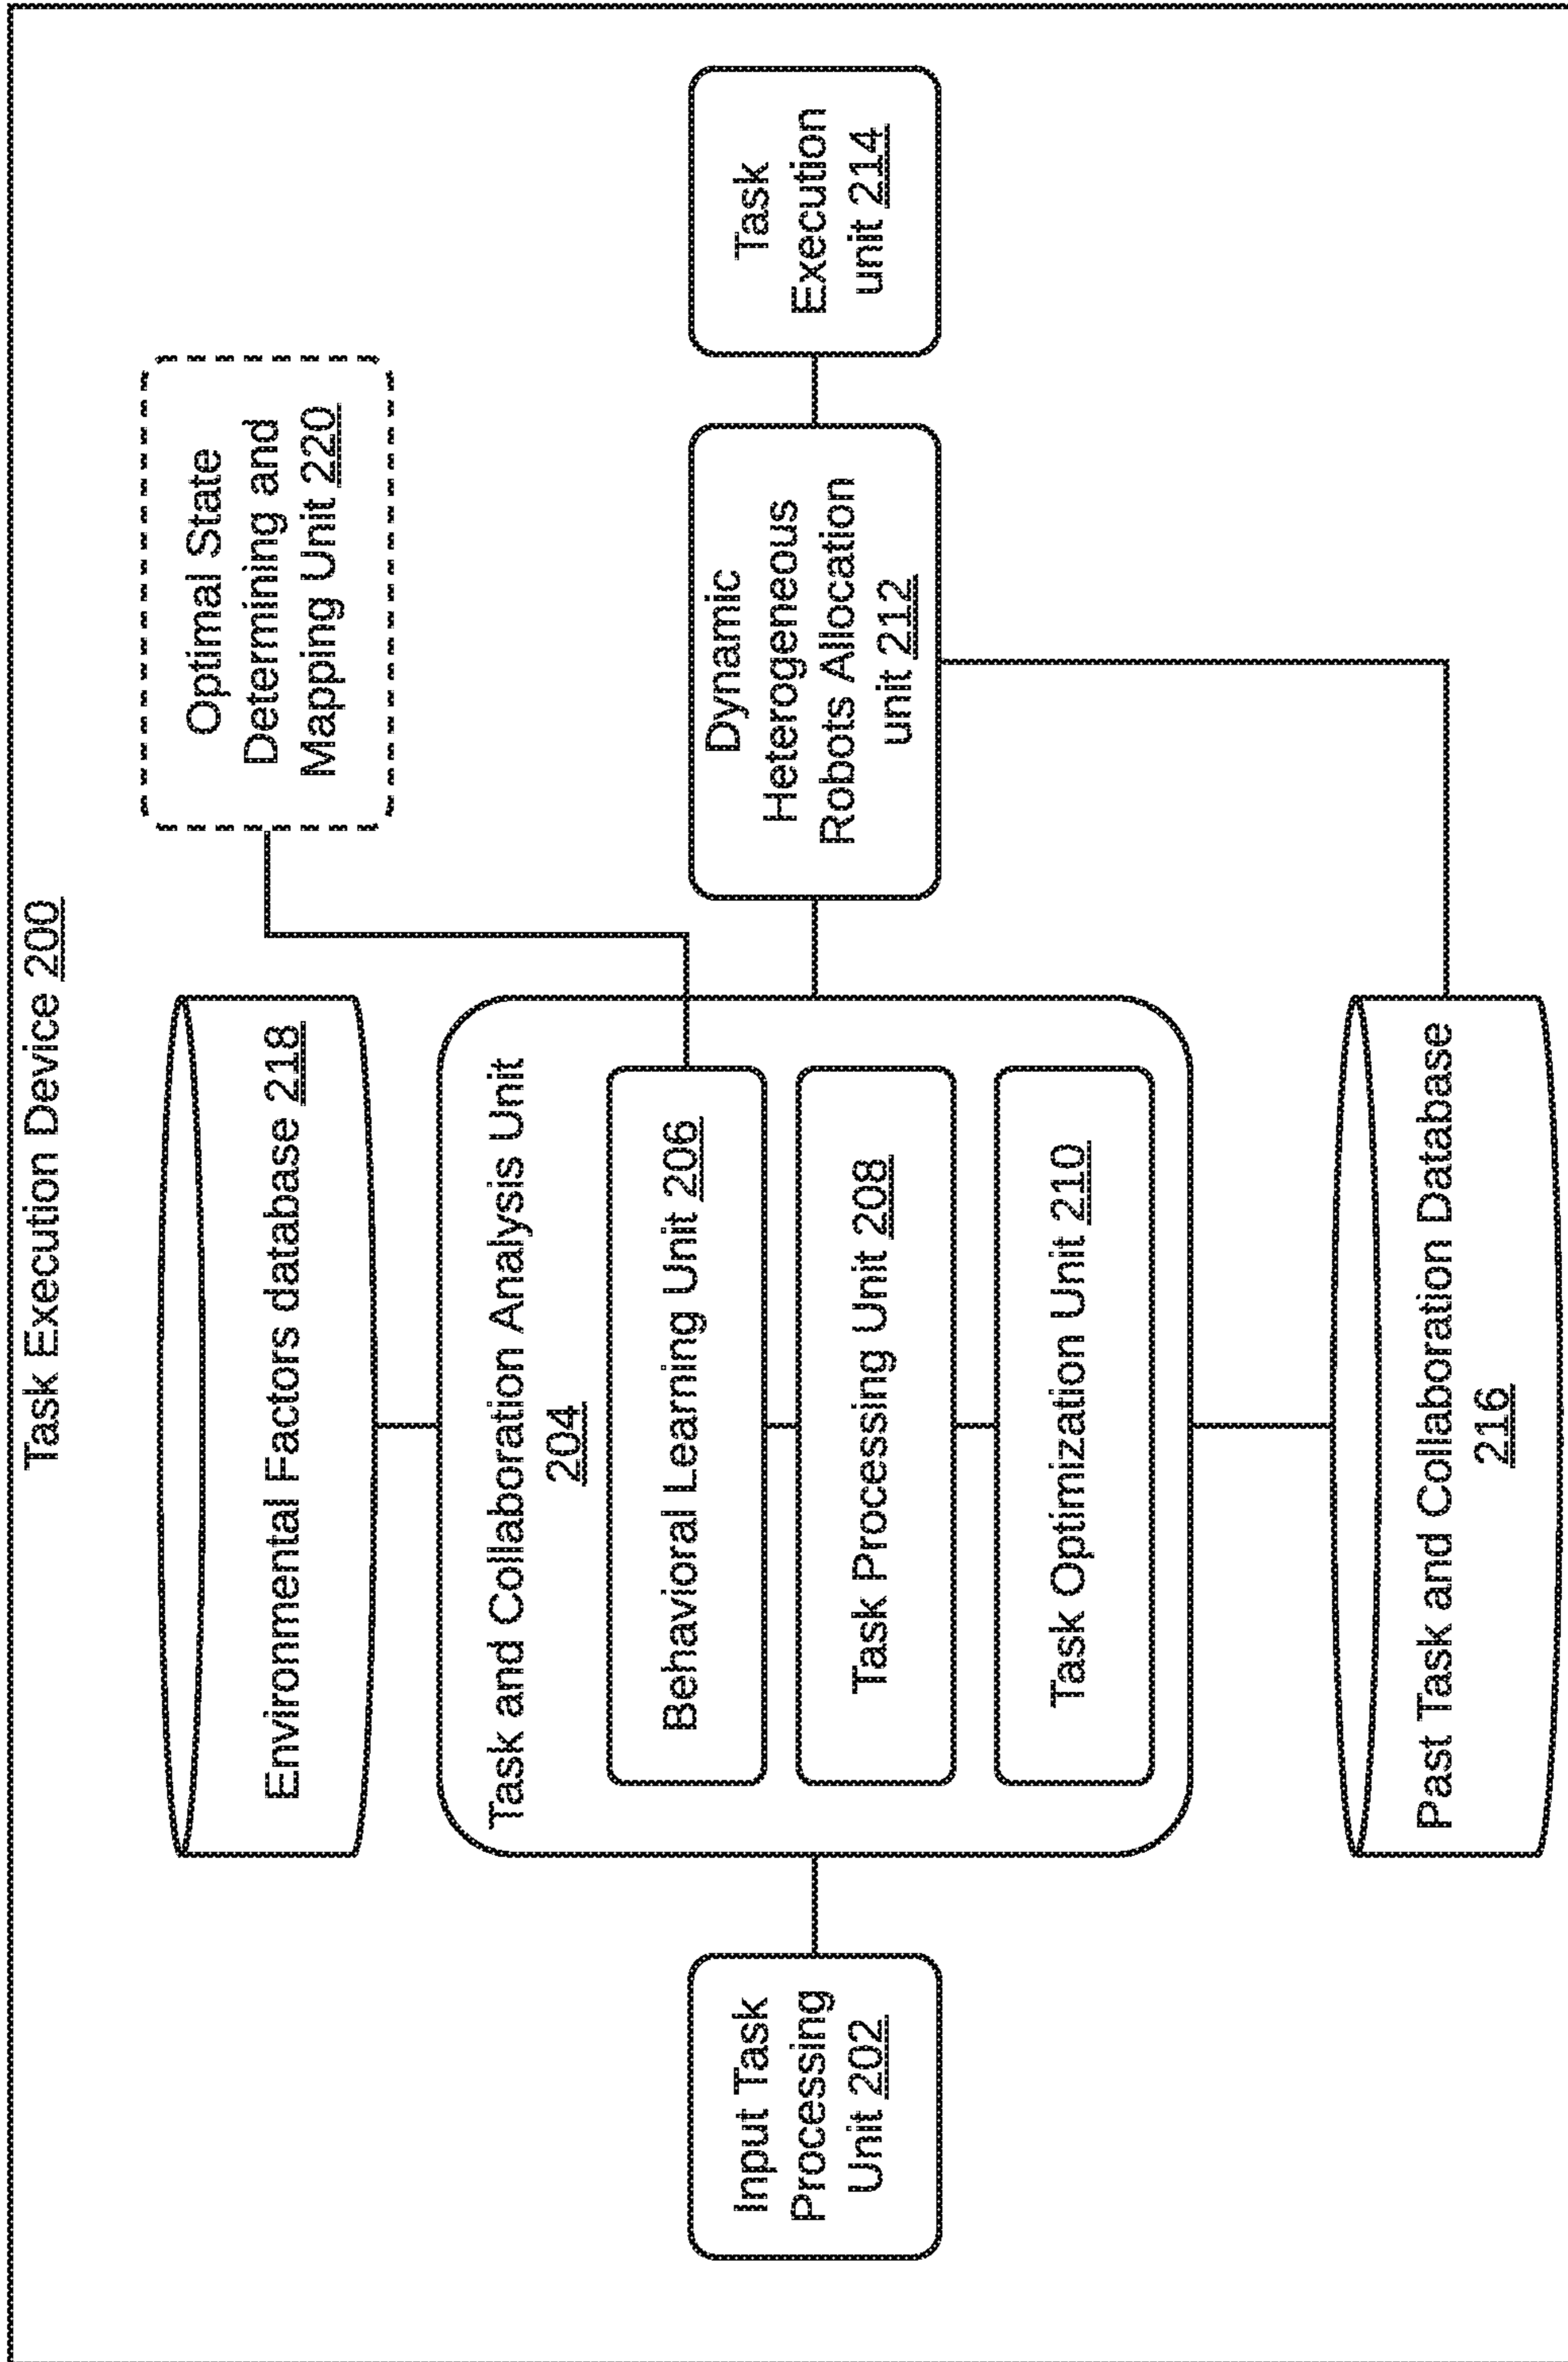 Task Execution Device 200
Environmental Factors database 218
Optimal State
Determining and
Mapping Unit 220
Input Task
Processing
Unit 202
Task and Collaboration Analysis Unit
204
Behavioral Learning Unit 206
Task Processing Unit 208
Task Optimization Unit 210
Dynamic
Heterogeneous
Robots Allocation
unit 212
Task
Execution
unit 214
Past Task and Collaboration Database
216